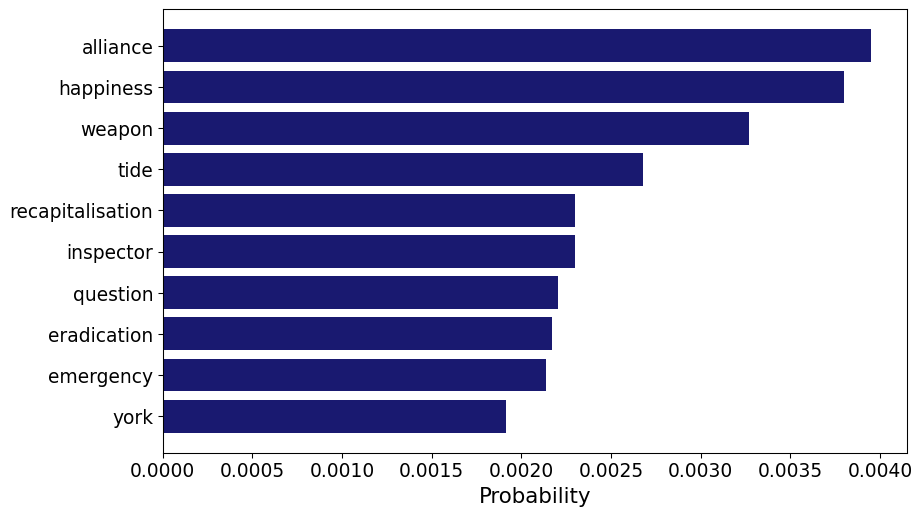 alliance
happiness
weapon
tide
recapitalisation
inspector
question
eradication
emergency
york
0.0000 0.0005 0.0010 0.0015 0.0020 0.0025 0.0030 0.0035 0.0040
Probability